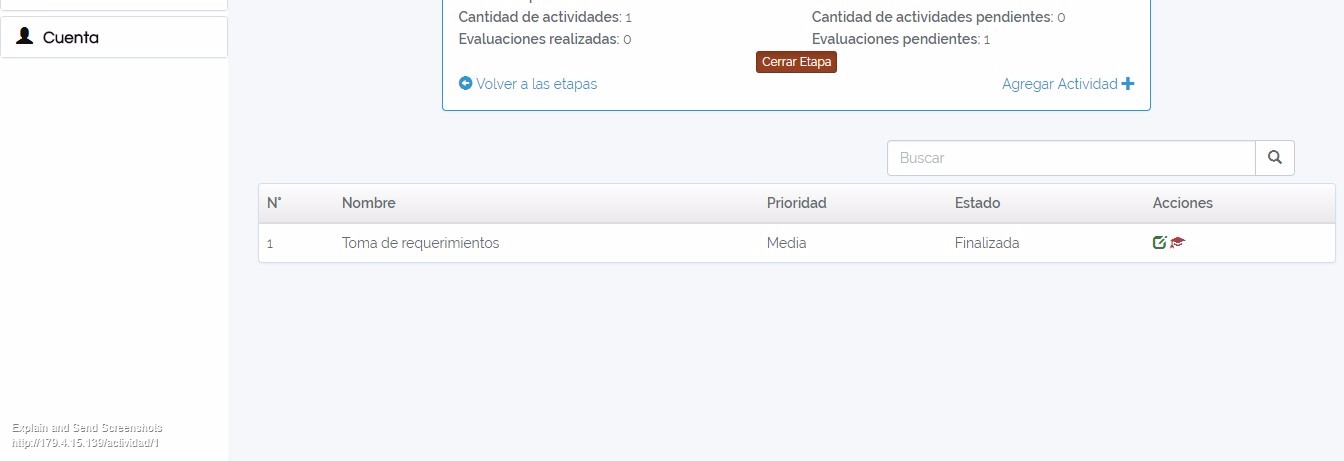 Cuenta
Cantidad de actividades: 1
Cantidad de actividades pendientes: 0
Evaluaciones realizadas: 0
Evaluaciones pendientes: 1
Cerrar Etapa
Volver a las etapas
Agregar Actividad
Buscar
N° Nombre Prioridad Estado Acciones
1 Toma de requerimientos Media Finalizada
Explain and Send Screenshots
http://179.4.15.139/actividad/1